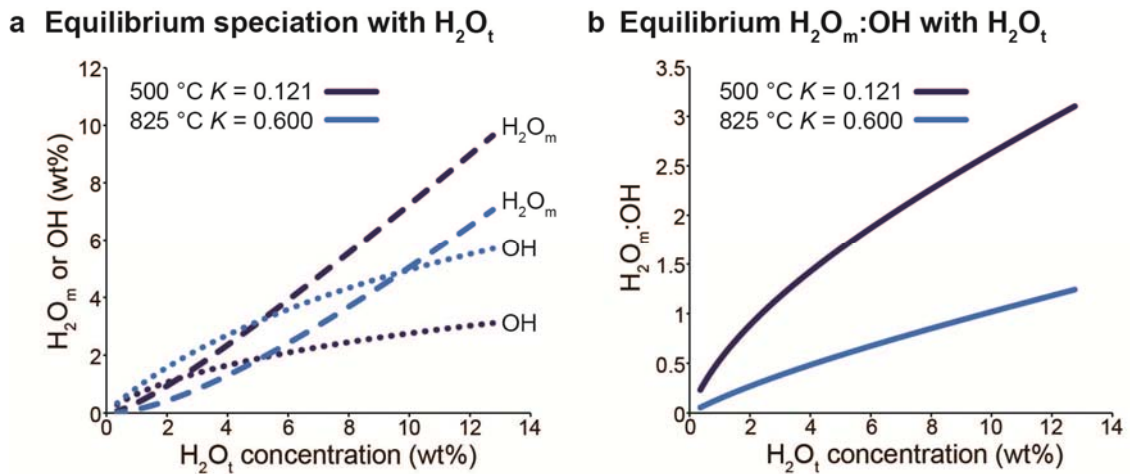 a Equilibrium speciation with H₂Oₜ
12
10
8
6
4
2
0
H₂Oₘ or OH (wt%)
500 °C K = 0.121
825 °C K = 0.600
H₂Oₘ
H₂Oₘ
OH
OH
0 2 4 6 8 10 12 14
H₂Oₜ concentration (wt%)
b Equilibrium H₂Oₘ:OH with H₂Oₜ
3.5
3
2.5
2
1.5
1
0.5
0
H₂Oₘ:OH
500 °C K = 0.121
825 °C K = 0.600
0 2 4 6 8 10 12 14
H₂Oₜ concentration (wt%)